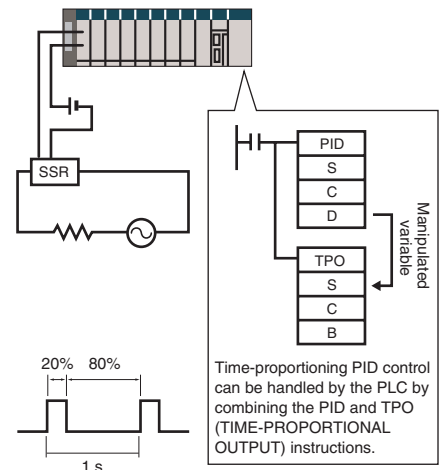 SSR
PID
S
C
D
Manipulated
variable
TPO
S
C
B
20% 80%
1 s
Time-proportioning PID control
can be handled by the PLC by
combining the PID and TPO
(TIME-PROPORTIONAL
OUTPUT) instructions.